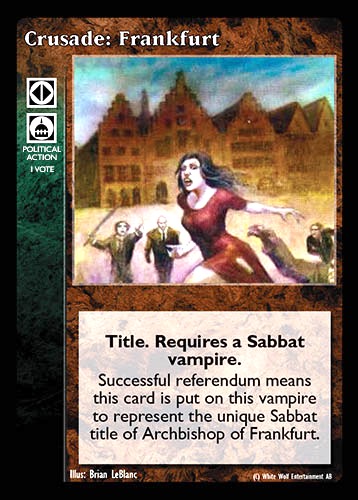 Crusade: Frankfurt
POLITICAL
ACTION
1 VOTE
Title. Requires a Sabbat
vampire.
Successful referendum means
this card is put on this vampire
to represent the unique Sabbat
title of Archbishop of Frankfurt.
Illus: Brian LeBlanc
(C) White Wolf Entertainment AB